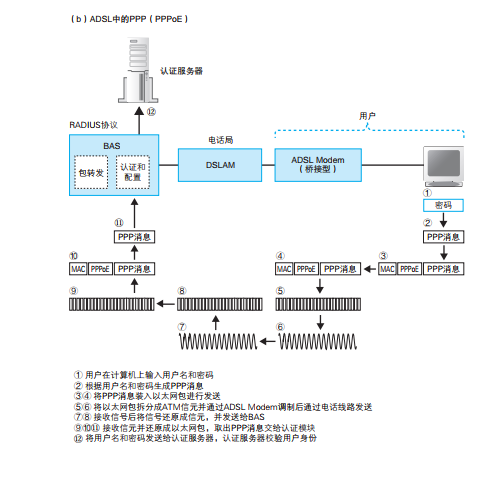 （b）ADSL中的PPP（PPPoE）
认证服务器
⑫
用户
RADIUS协议
电话局
BAS
包转发
认证和
配置
DSLAM
ADSL Modem
（桥接型）
①
密码
②
⑪
PPP消息
PPP消息
⑩
④
③
MAC PPPoE PPP消息
MAC PPPoE PPP消息
MAC PPPoE PPP消息
⑨
⑧
⑤
⑦
⑥
① 用户在计算机上输入用户名和密码
② 根据用户名和密码生成PPP消息
③④ 将PPP消息装入以太网包进行发送
⑤⑥ 将以太网包拆分成ATM信元并通过ADSL Modem调制后通过电话线路发送
⑦⑧ 接收信号后将信号还原成信元，并发送给BAS
⑨⑩⑪ 接收信元并还原成以太网包，取出PPP消息交给认证模块
⑫ 将用户名和密码发送给认证服务器，认证服务器校验用户身份